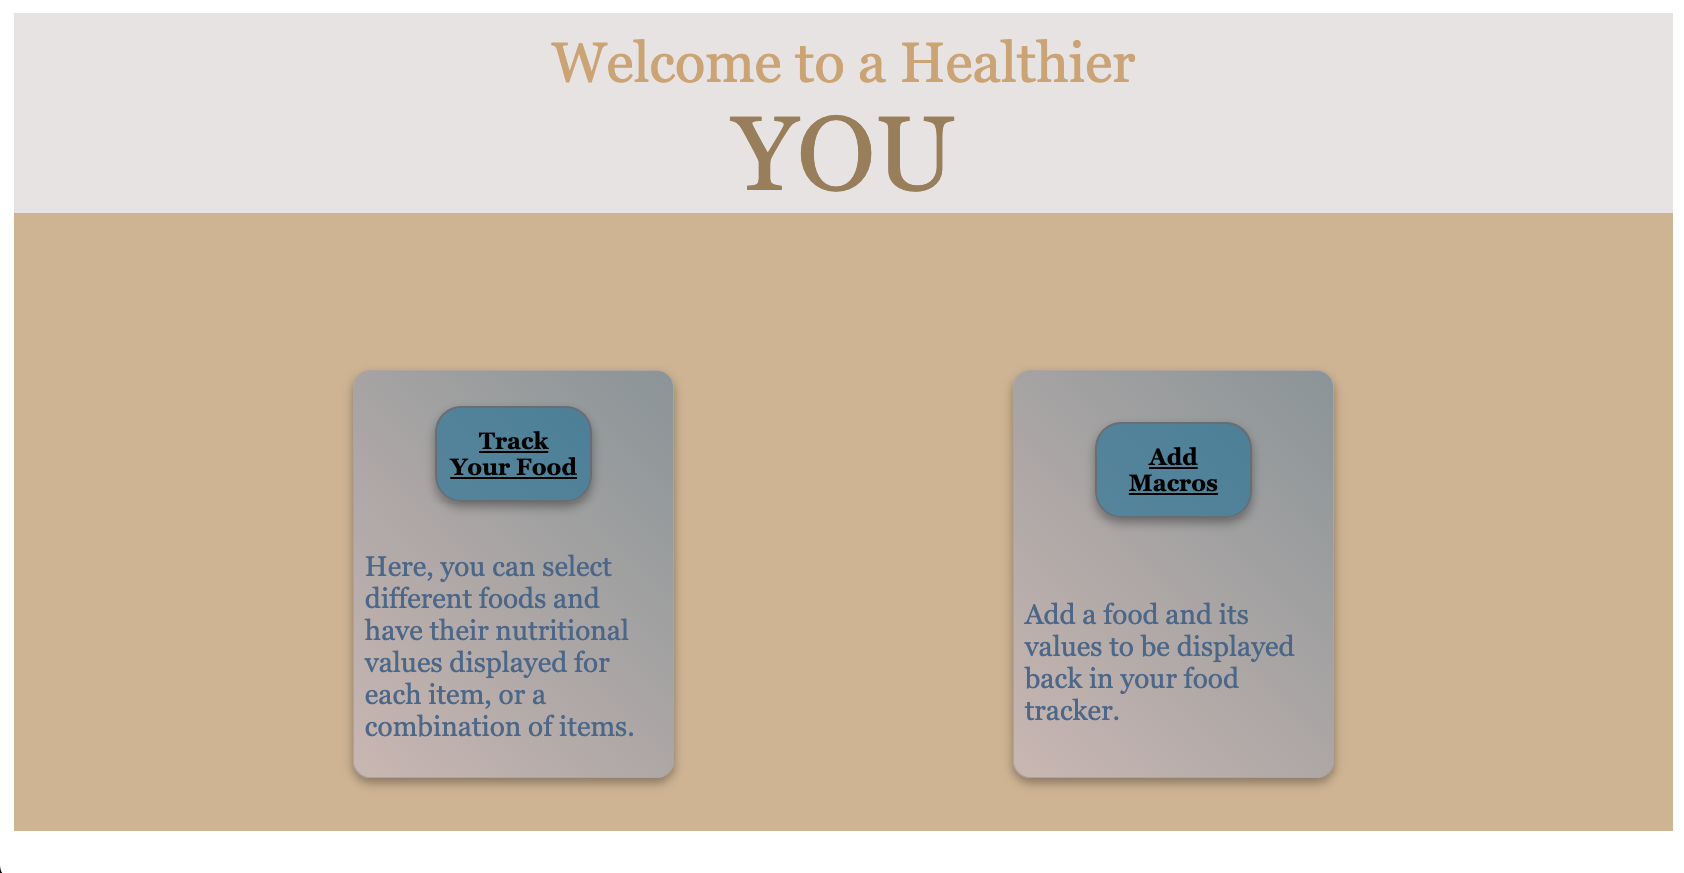 Welcome to a Healthier
YOU
Track
Your Food
Here, you can select
different foods and
have their nutritional
values displayed for
each item, or a
combination of items.
Add
Macros
Add a food and its
values to be displayed
back in your food
tracker.